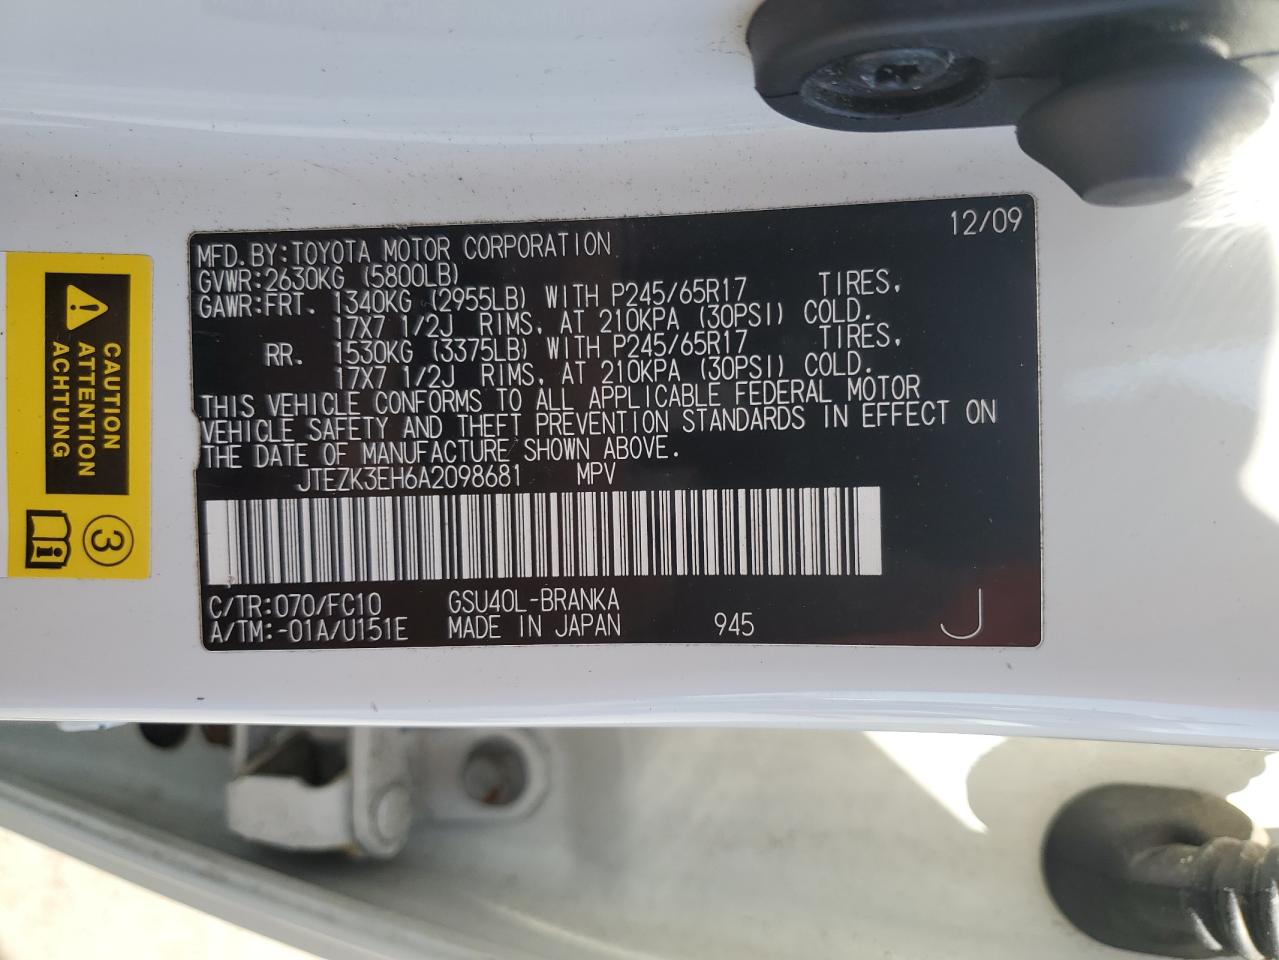 12/09
MFD.BY:TOYOTA MOTOR CORPORATION
GVWR:2630KG (5800LB)
GAWR:FRT. 1340KG (2955LB) WITH P245/65R17 TIRES,
17X7 1/2J RIMS, AT 210KPA (30PSI) COLD.
RR. 1530KG (3375LB) WITH P245/65R17 TIRES,
17X7 1/2J RIMS, AT 210KPA (30PSI) COLD.
THIS VEHICLE CONFORMS TO ALL APPLICABLE FEDERAL MOTOR
VEHICLE SAFETY AND THEFT PREVENTION STANDARDS IN EFFECT ON
THE DATE OF MANUFACTURE SHOWN ABOVE.
JTEZK3EH6A2098681 MPV
C/TR:070/FC10 GSU40L-BRANKA
A/TM:-01A/U151E MADE IN JAPAN 945 J
CAUTION
ATTENTION
ACHTUNG
3
i